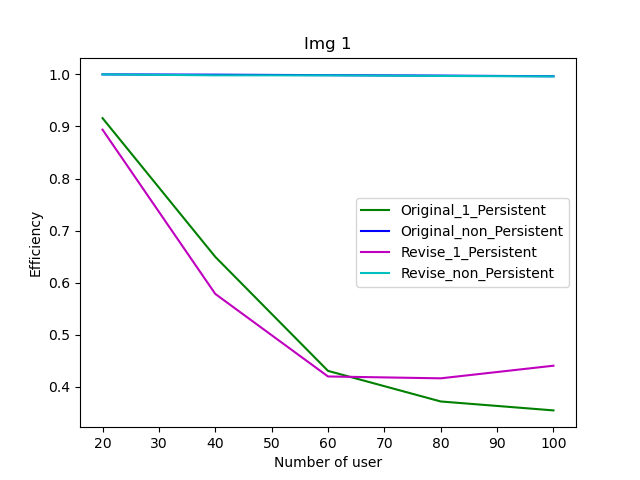 Img 1
Efficiency
1.0
0.9
0.8
0.7
0.6
0.5
0.4
Original_1_Persistent
Original_non_Persistent
Revise_1_Persistent
Revise_non_Persistent
20 30 40 50 60 70 80 90 100
Number of user